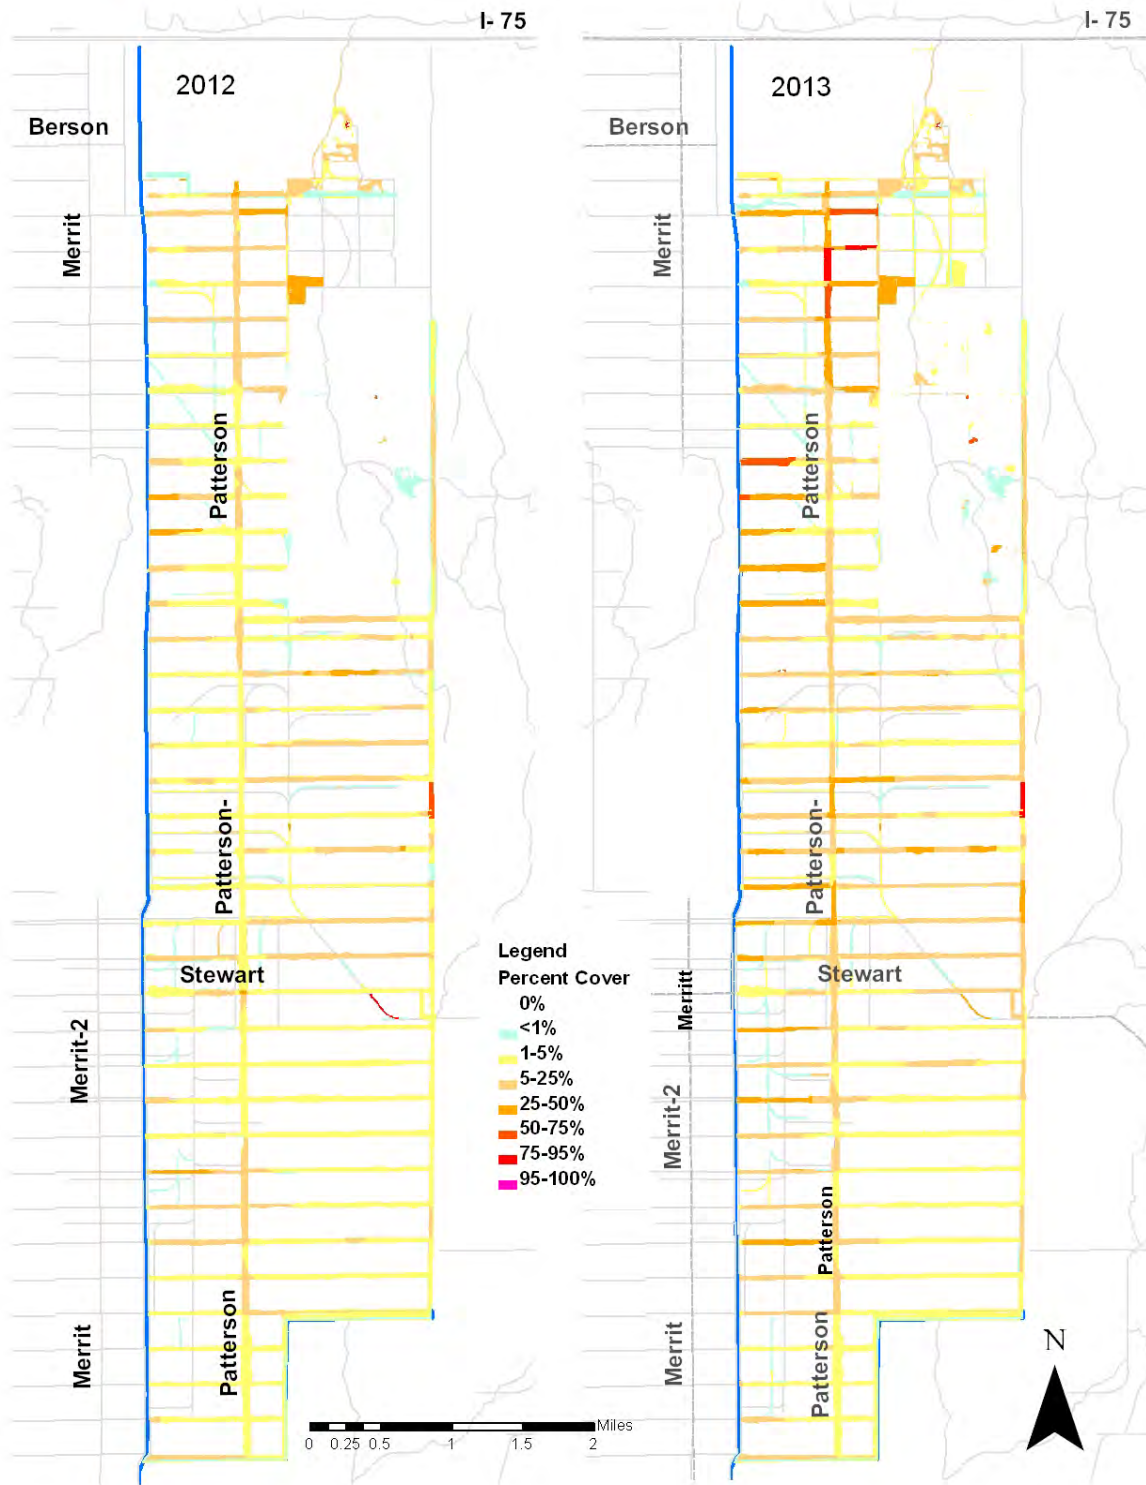 I- 75
2012
Berson
Merrit
Patterson
Patterson-
Stewart
Merrit-2
Merrit
Patterson
Legend
Percent Cover
0%
<1%
1-5%
5-25%
25-50%
50-75%
75-95%
95-100%
Miles
0 0.25 0.5 1 1.5 2
I- 75
2013
Berson
Merrit
Patterson
Patterson-
Stewart
Merritt
Merrit-2
Patterson
Merrit
Patterson
N